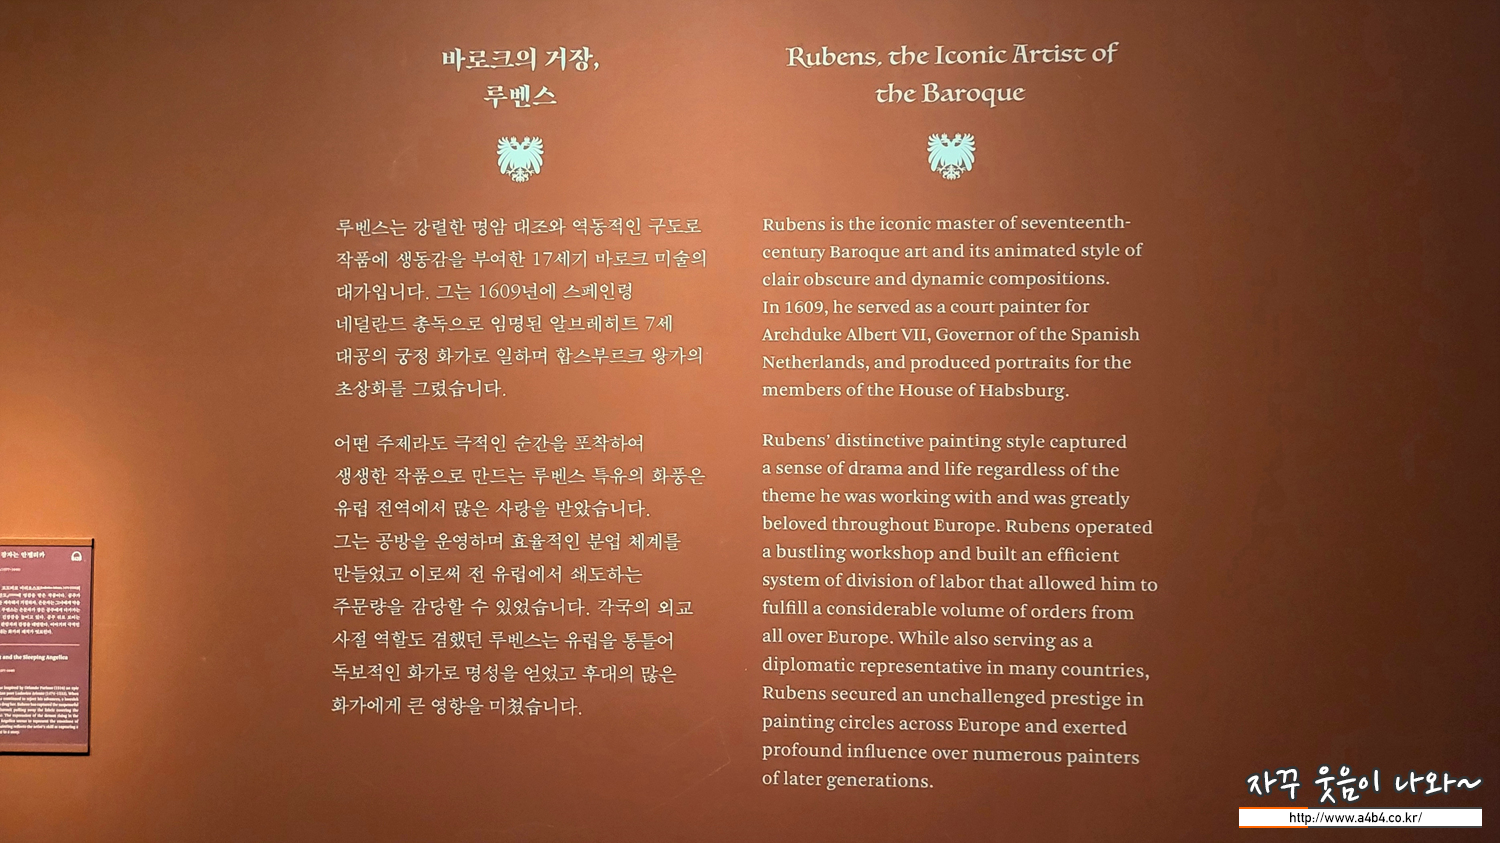 바로크의 거장,
루벤스
루벤스는 강렬한 명암 대조와 역동적인 구도로
작품에 생동감을 부여한 17세기 바로크 미술의
대가입니다. 그는 1609년에 스페인령
네덜란드 총독으로 임명된 알브레히트 7세
대공의 궁정 화가로 일하며 합스부르크 왕가의
초상화를 그렸습니다.
어떤 주제라도 극적인 순간을 포착하여
생생한 작품으로 만드는 루벤스 특유의 화풍은
유럽 전역에서 많은 사랑을 받았습니다.
그는 공방을 운영하며 효율적인 분업 체계를
만들었고 이로써 전 유럽에서 쇄도하는
주문량을 감당할 수 있었습니다. 각국의 외교
사절 역할도 겸했던 루벤스는 유럽을 통틀어
독보적인 화가로 명성을 얻었고 후대의 많은
화가에게 큰 영향을 미쳤습니다.
Rubens, the Iconic Artist of
the Baroque
Rubens is the iconic master of seventeenth-
century Baroque art and its animated style of
clair obscure and dynamic compositions.
In 1609, he served as a court painter for
Archduke Albert VII, Governor of the Spanish
Netherlands, and produced portraits for the
members of the House of Habsburg.
Rubens' distinctive painting style captured
a sense of drama and life regardless of the
theme he was working with and was greatly
beloved throughout Europe. Rubens operated
a bustling workshop and built an efficient
system of division of labor that allowed him to
fulfill a considerable volume of orders from
all over Europe. While also serving as a
diplomatic representative in many countries,
Rubens secured an unchallenged prestige in
painting circles across Europe and exerted
profound influence over numerous painters
of later generations.
and the Sleeping Angelica
자꾸 웃음이 나와~
http://www.a4b4.co.kr/